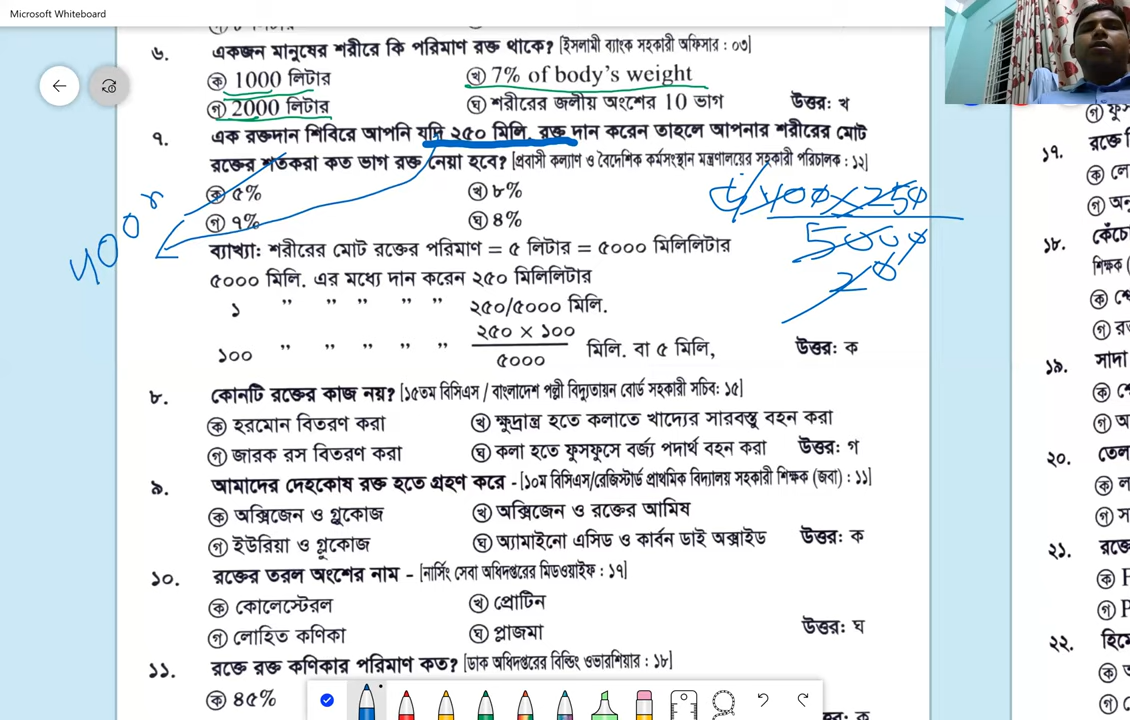 Microsoft Whiteboard
৬. একজন মানুষের শরীরে কি পরিমাণ রক্ত থাকে? [ইসলামী ব্যাংক সহকারী অফিসার : ০৩]
ক 1000 লিটার খ 7% of body's weight
গ 2000 লিটার ঘ শরীরের জলীয় অংশের 10 ভাগ উত্তর: খ
৭. এক রক্তদান শিবিরে আপনি যদি ২৫০ মিলি. রক্ত দান করেন তাহলে আপনার শরীরের মোট
রক্তের শতকরা কত ভাগ রক্ত নেয়া হবে? [প্রবাসী কল্যাণ ও বৈদেশিক কর্মসংস্থান মন্ত্রণালয়ের সহকারী পরিচালক : ১২]
ক ৫% খ ৮%
গ ৭% ঘ ৪%
ব্যাখ্যা: শরীরের মোট রক্তের পরিমাণ = ৫ লিটার = ৫০০০ মিলিলিটার
৫০০০ মিলি. এর মধ্যে দান করেন ২৫০ মিলিলিটার
১ " " " " " ২৫০/৫০০০ মিলি.
১০০ " " " " " ২৫০ × ১০০
৫০০০ মিলি. বা ৫ মিলি, উত্তর: ক
৮. কোনটি রক্তের কাজ নয়? [১৫তম বিসিএস / বাংলাদেশ পল্লী বিদ্যুতায়ন বোর্ড সহকারী সচিব: ১৫]
ক হরমোন বিতরণ করা খ ক্ষুদ্রান্ত্র হতে কলাতে খাদ্যের সারবস্তু বহন করা
গ জারক রস বিতরণ করা ঘ কলা হতে ফুসফুসে বর্জ্য পদার্থ বহন করা উত্তর: গ
৯. আমাদের দেহকোষ রক্ত হতে গ্রহণ করে - [১০ম বিসিএস/রেজিস্টার্ড প্রাথমিক বিদ্যালয় সহকারী শিক্ষক (জবা) : ১১]
ক অক্সিজেন ও গ্লুকোজ খ অক্সিজেন ও রক্তের আমিষ
গ ইউরিয়া ও গ্লুকোজ ঘ অ্যামাইনো এসিড ও কার্বন ডাই অক্সাইড উত্তর: ক
১০. রক্তের তরল অংশের নাম - [নার্সিং সেবা অধিদপ্তরের মিডওয়াইফ : ১৭]
ক কোলেস্টেরল খ প্রোটিন
গ লোহিত কণিকা ঘ প্লাজমা উত্তর: ঘ
১১. রক্তে রক্ত কণিকার পরিমাণ কত? [ডাক অধিদপ্তরের বিল্ডিং ওভারশিয়ার : ১৮]
ক ৪৫%
250
5000
20
১৭. রক্তে
১৮. কেঁচো
১৯. সাদা
২০. তেল
২১. রক্তে
২২. হিমে